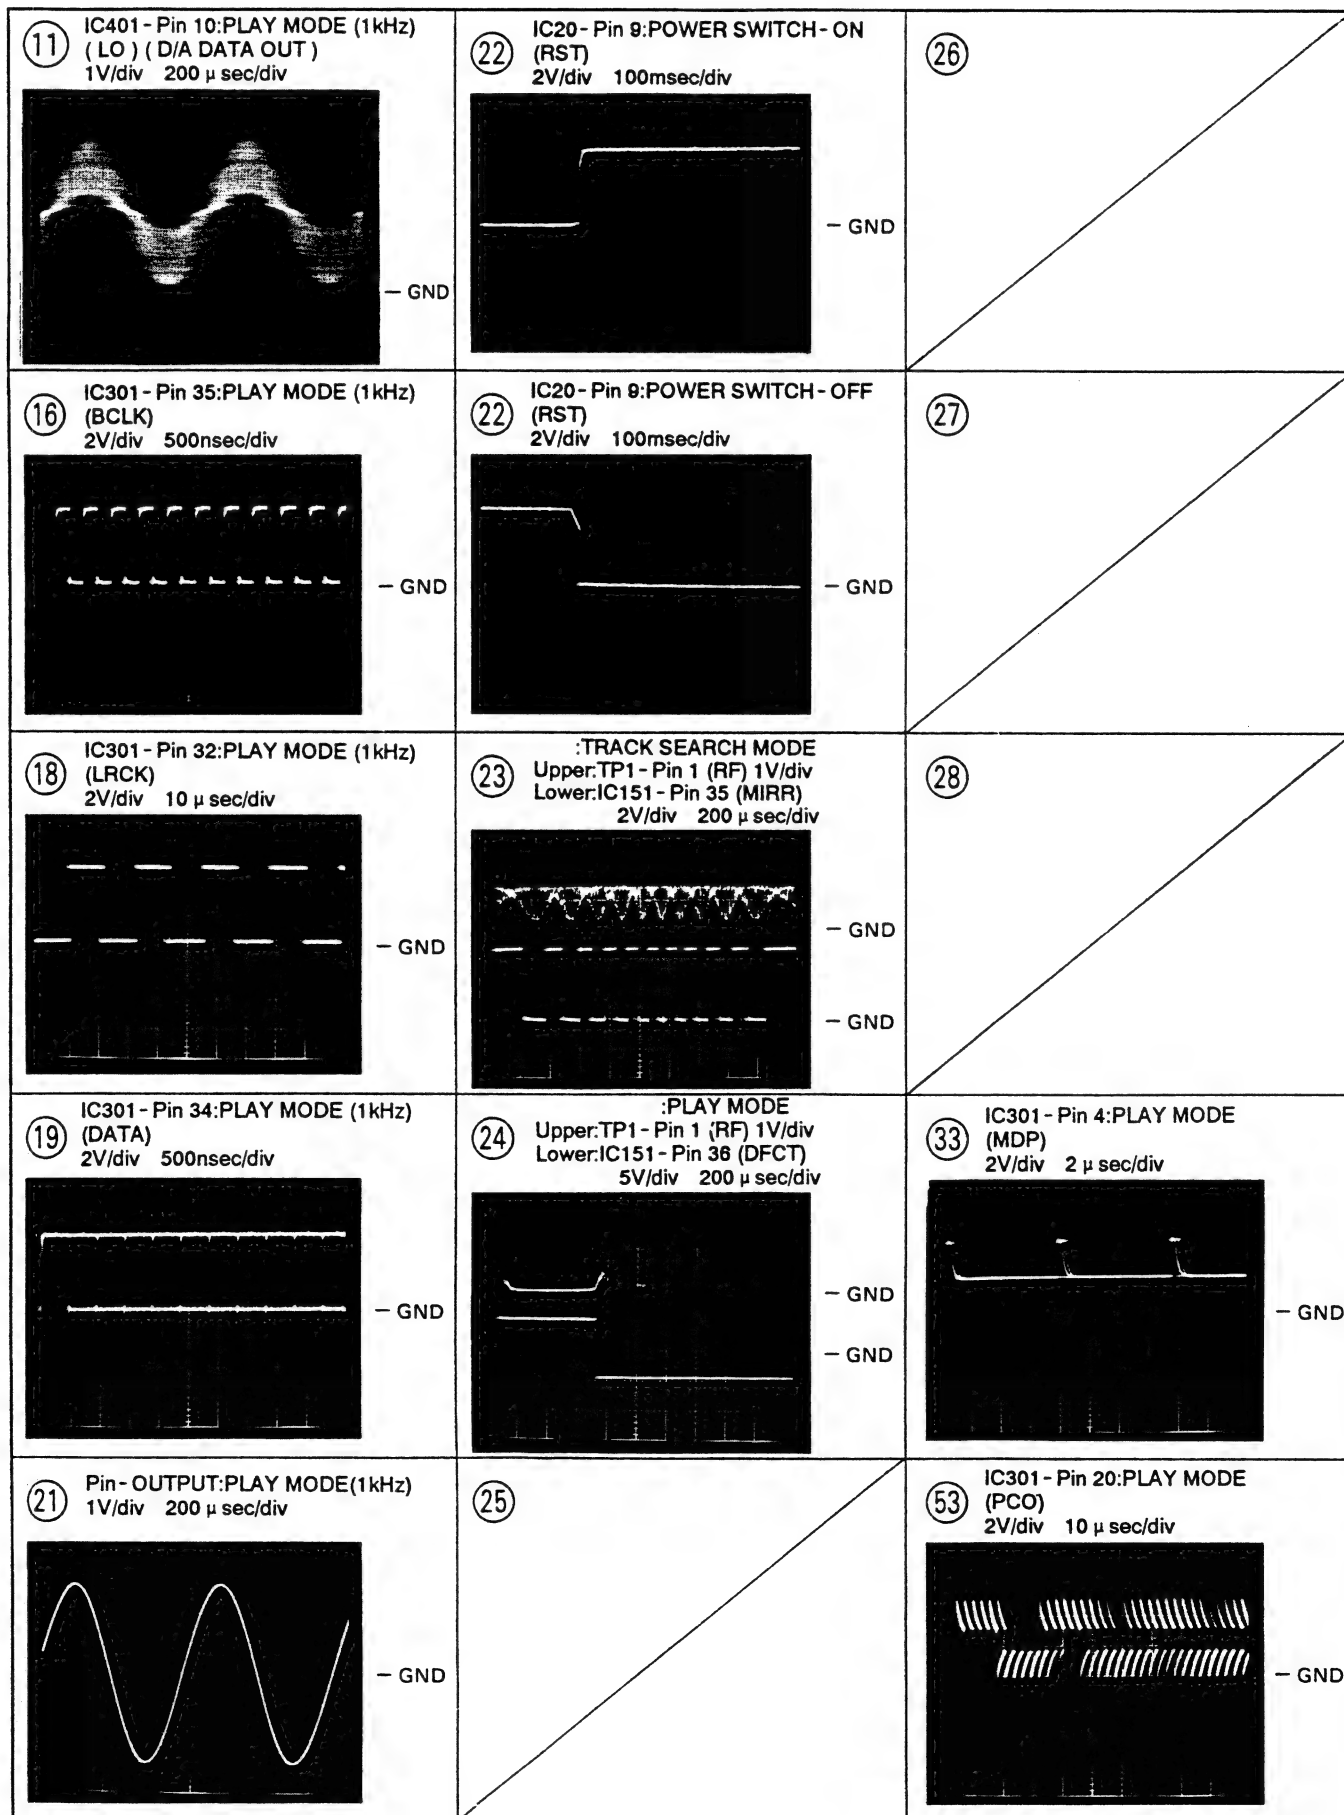 11
IC401 - Pin 10:PLAY MODE (1kHz)
( LO ) ( D/A DATA OUT )
1V/div 200 μ sec/div
– GND
22
IC20 - Pin 9:POWER SWITCH - ON
(RST)
2V/div 100msec/div
– GND
26
16
IC301 - Pin 35:PLAY MODE (1kHz)
(BCLK)
2V/div 500nsec/div
– GND
22
IC20 - Pin 9:POWER SWITCH - OFF
(RST)
2V/div 100msec/div
– GND
27
18
IC301 - Pin 32:PLAY MODE (1kHz)
(LRCK)
2V/div 10 μ sec/div
– GND
23
:TRACK SEARCH MODE
Upper:TP1 - Pin 1 (RF) 1V/div
Lower:IC151 - Pin 35 (MIRR)
2V/div 200 μ sec/div
– GND
– GND
28
19
IC301 - Pin 34:PLAY MODE (1kHz)
(DATA)
2V/div 500nsec/div
– GND
24
:PLAY MODE
Upper:TP1 - Pin 1 (RF) 1V/div
Lower:IC151 - Pin 36 (DFCT)
5V/div 200 μ sec/div
– GND
– GND
33
IC301 - Pin 4:PLAY MODE
(MDP)
2V/div 2 μ sec/div
– GND
21
Pin - OUTPUT:PLAY MODE(1kHz)
1V/div 200 μ sec/div
– GND
25
53
IC301 - Pin 20:PLAY MODE
(PCO)
2V/div 10 μ sec/div
– GND